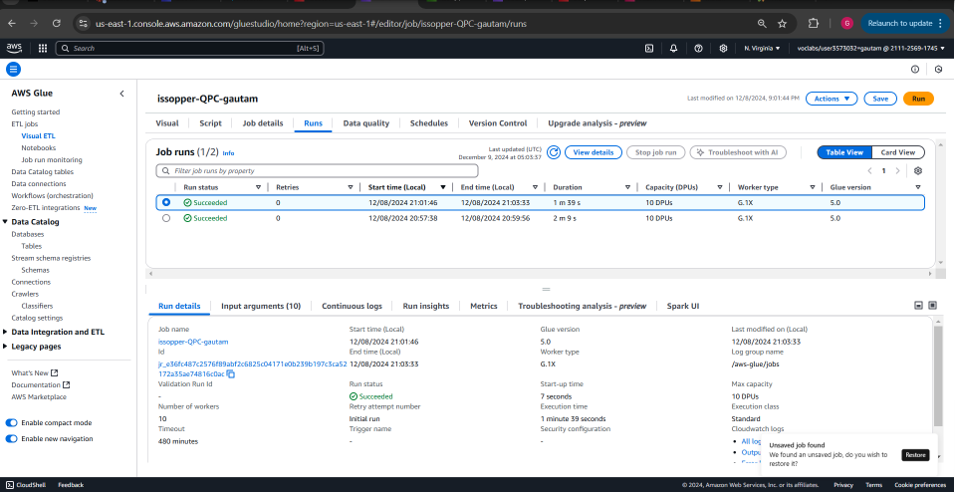 us-east-1.console.aws.amazon.com/gluestudio/home?region=us-east-1#/editor/job/issopper-QPC-gautam/runs
G
Relaunch to update
aws
Search
[Alt+S]
N. Virginia
voclabs/user3573032=gautam @ 2111-2569-1745
AWS Glue
Getting started
ETL jobs
Visual ETL
Notebooks
Job run monitoring
Data Catalog tables
Data connections
Workflows (orchestration)
Zero-ETL integrations New
Data Catalog
Databases
Tables
Stream schema registries
Schemas
Connections
Crawlers
Classifiers
Catalog settings
Data Integration and ETL
Legacy pages
What's New
Documentation
AWS Marketplace
Enable compact mode
Enable new navigation
issopper-QPC-gautam
Last modified on 12/8/2024, 9:01:44 PM
Actions
Save
Run
Visual Script Job details Runs Data quality Schedules Version Control Upgrade analysis - preview
Job runs (1/2) Info
Last updated (UTC)
December 9, 2024 at 05:03:37
View details
Stop job run
Troubleshoot with AI
Table View
Card View
Filter job runs by property
1
Run status Retries Start time (Local) End time (Local) Duration Capacity (DPUs) Worker type Glue version
Succeeded 0 12/08/2024 21:01:46 12/08/2024 21:03:33 1 m 39 s 10 DPUs G.1X 5.0
Succeeded 0 12/08/2024 20:57:38 12/08/2024 20:59:56 2 m 9 s 10 DPUs G.1X 5.0
Run details Input arguments (10) Continuous logs Run insights Metrics Troubleshooting analysis - preview Spark UI
Job name
issopper-QPC-gautam
Id
jr_e36fc487c2576f89abf2c6825c04171e0b239b197c3ca52
172a35ae74816c0ac
Validation Run Id
-
Number of workers
10
Timeout
480 minutes
Start time (Local)
12/08/2024 21:01:46
End time (Local)
12/08/2024 21:03:33
Run status
Succeeded
Retry attempt number
Initial run
Trigger name
-
Glue version
5.0
Worker type
G.1X
Start-up time
7 seconds
Execution time
1 minute 39 seconds
Security configuration
-
Last modified on (Local)
12/08/2024 21:03:33
Log group name
/aws-glue/jobs
Max capacity
10 DPUs
Execution class
Standard
Cloudwatch logs
All log
Outpu
Unsaved job found
We found an unsaved job, do you wish to
restore it?
Restore
CloudShell
Feedback
© 2024, Amazon Web Services, Inc. or its affiliates.
Privacy
Terms
Cookie preferences